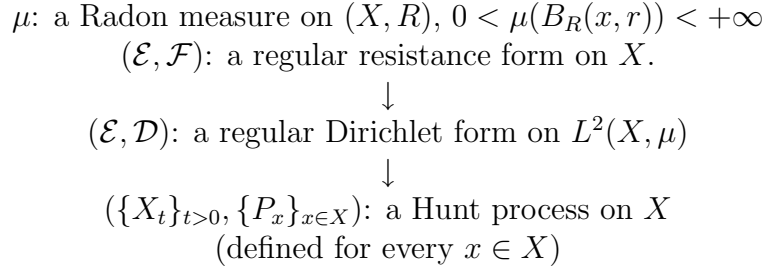 μ: a Radon measure on (X, R), 0 < μ(B_R(x, r)) < +∞
(ℰ, ℱ): a regular resistance form on X.
↓
(ℰ, 𝒟): a regular Dirichlet form on L²(X, μ)
↓
({X_t}_{t>0}, {P_x}_{x∈X}): a Hunt process on X
(defined for every x ∈ X)